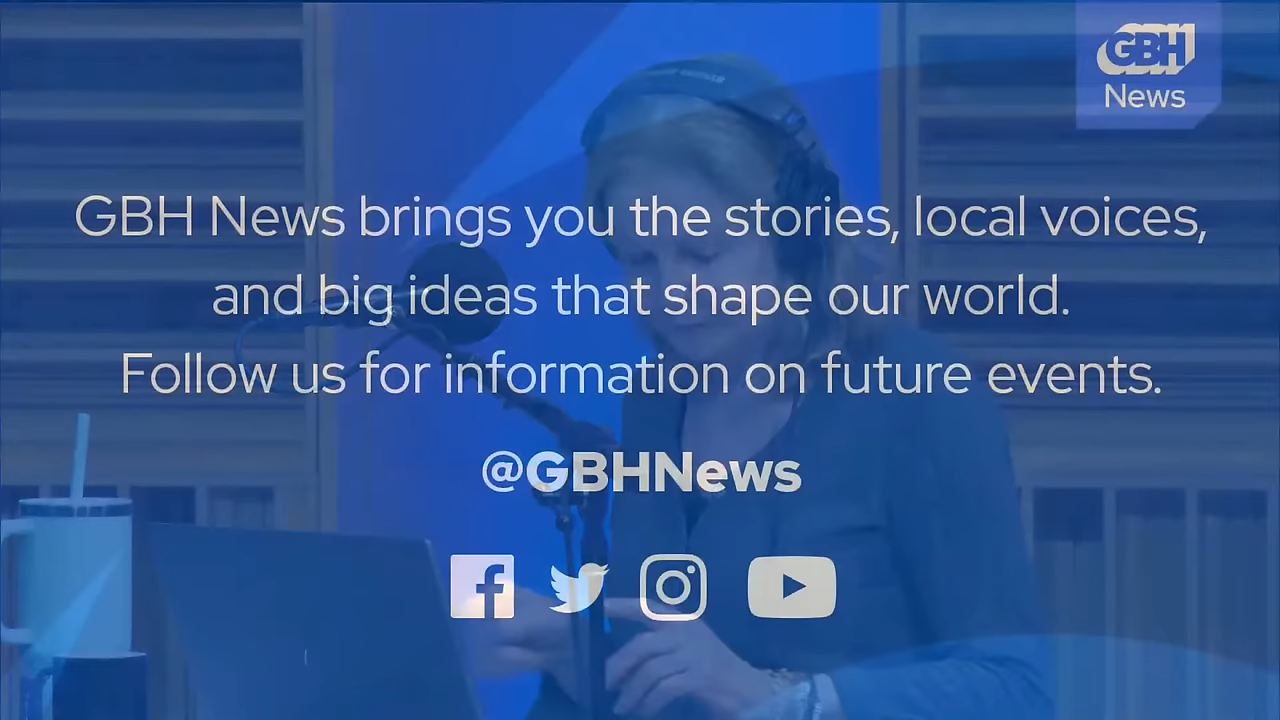 GBH
News
GBH News brings you the stories, local voices,
and big ideas that shape our world.
Follow us for information on future events.
@GBHNews